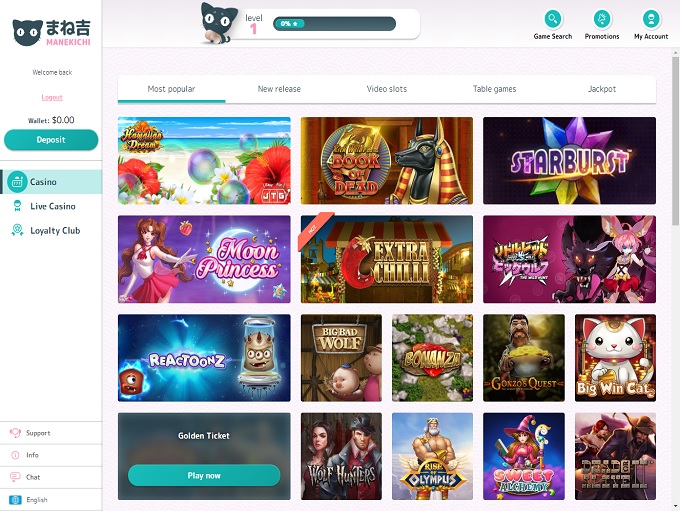 まね吉
MANEKICHI
level
1
0%
Game Search
Promotions
My Account
Welcome back
Logout
Wallet: $0.00
Deposit
Casino
Live Casino
Loyalty Club
Support
Info
Chat
English
Most popular
New release
Video slots
Table games
Jackpot
Hawaiian
Dream
JTG
BOOK
OF
DEAD
STARBURST
Moon
Princess
HOT
EXTRA
CHILLI
REACTOONZ
BIG BAD
WOLF
BONANZA
GONZO'S QUEST
Big Win Cat
Golden Ticket
Play now
WOLF HUNTERS
RISE
OF
OLYMPUS
SWEET
ALCHEMY